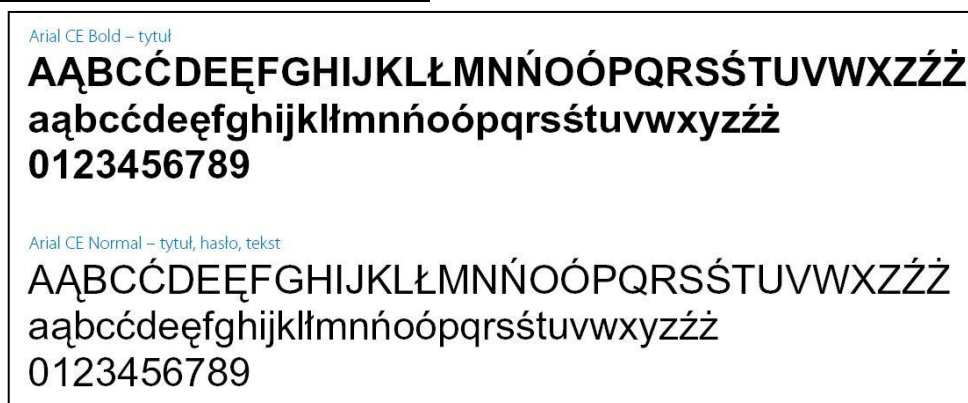 Arial CE Bold – tytuł
AĄBCĆDEĘFGHIJKLŁMNŃOÓPQRSŚTUVWXZŹŻ
aąbcćdeęfghijklłmnńoópqrsśtuvwxyzźż
0123456789
Arial CE Normal – tytuł, hasło, tekst
AĄBCĆDEĘFGHIJKLŁMNŃOÓPQRSŚTUVWXZŹŻ
aąbcćdeęfghijklłmnńoópqrsśtuvwxyzźż
0123456789